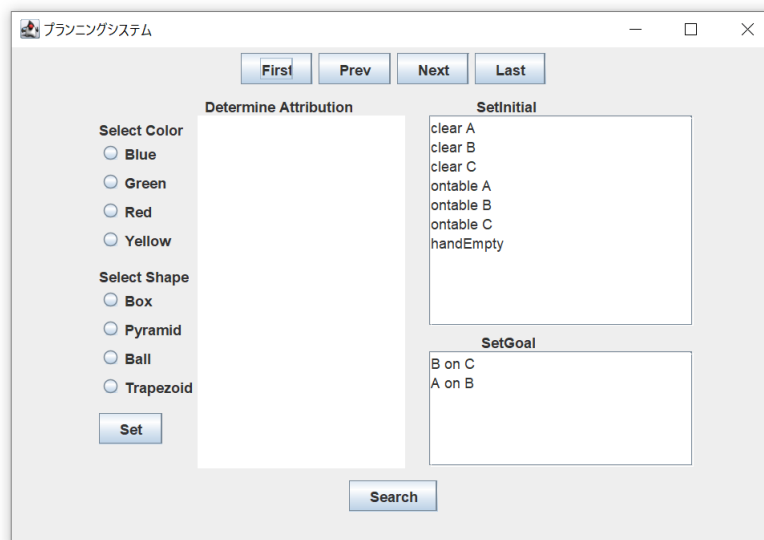 プランニングシステム
First Prev Next Last
Determine Attribution SetInitial
Select Color
Blue
Green
Red
Yellow
Select Shape
Box
Pyramid
Ball
Trapezoid
Set
clear A
clear B
clear C
ontable A
ontable B
ontable C
handEmpty
SetGoal
B on C
A on B
Search